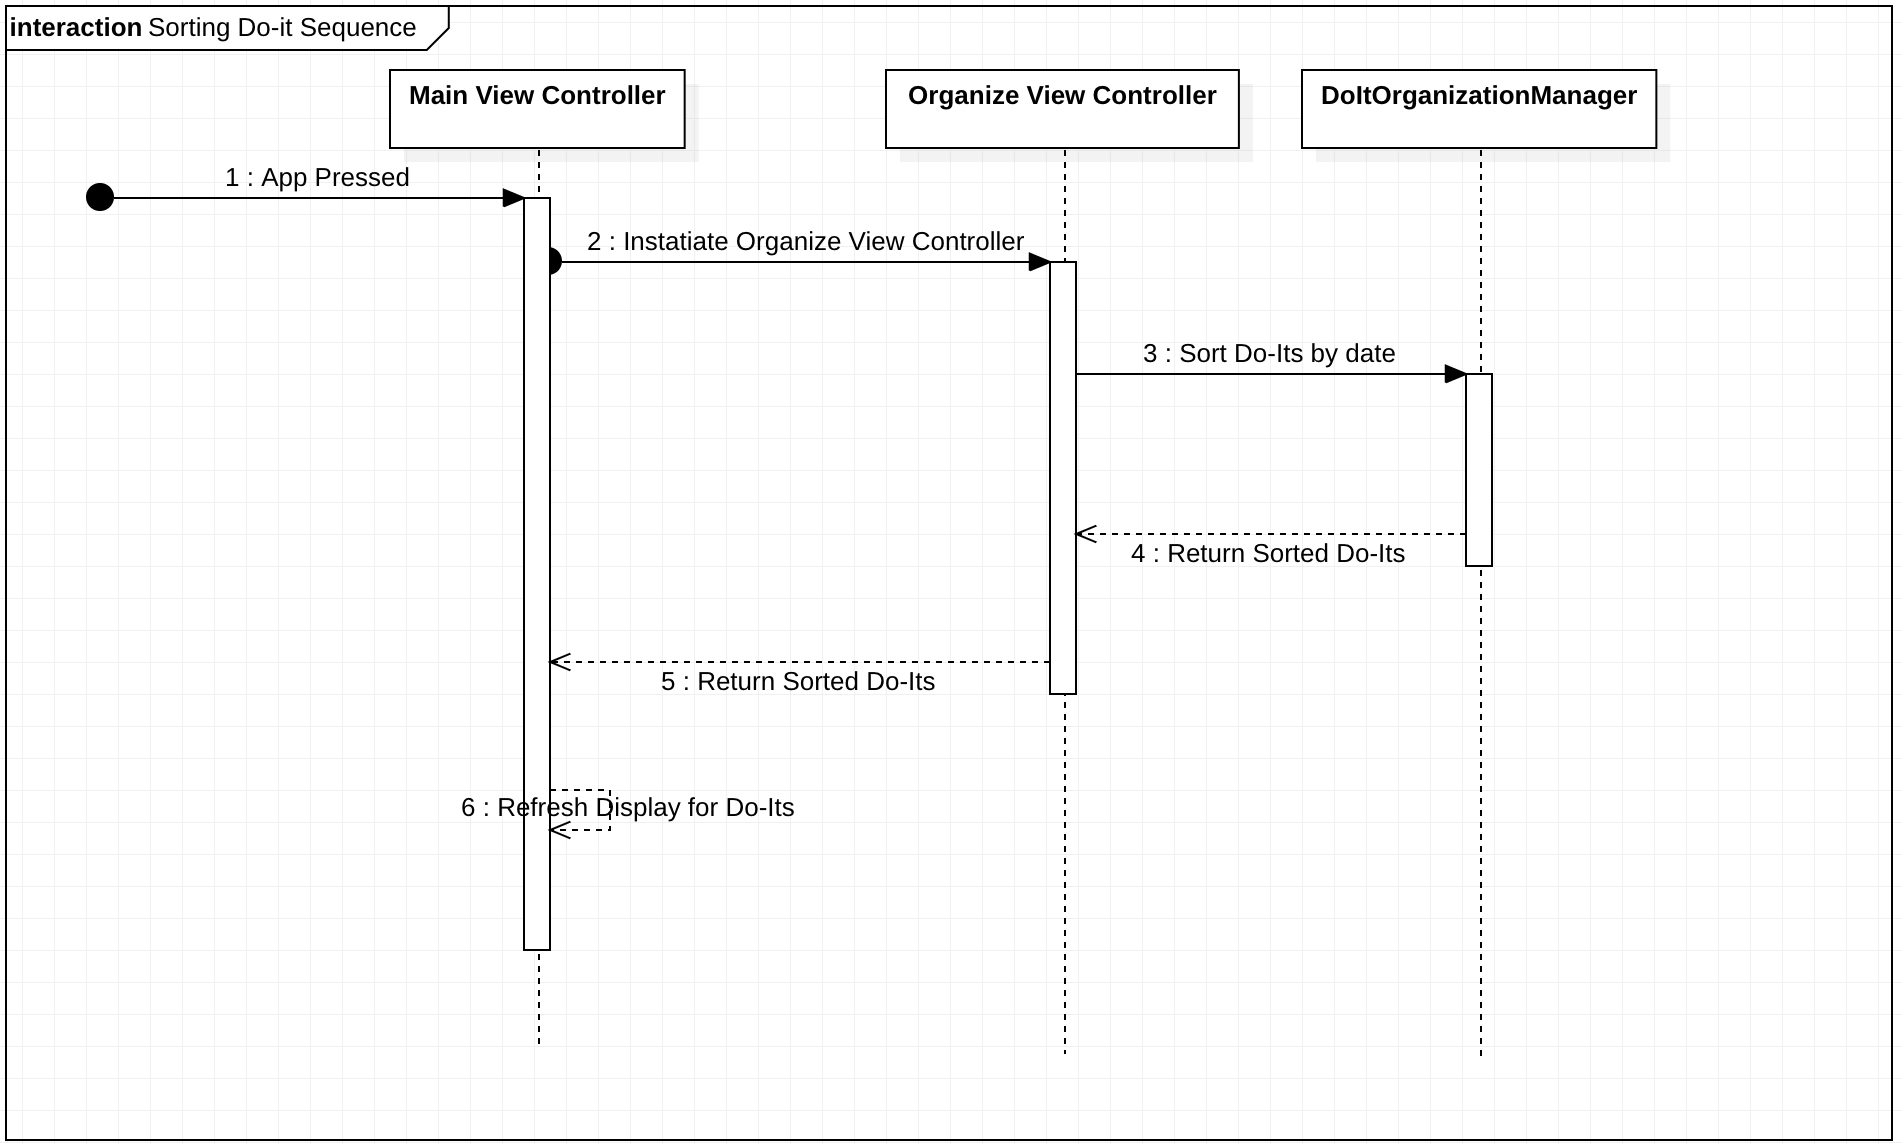 interaction Sorting Do-it Sequence
Main View Controller
Organize View Controller
DoItOrganizationManager
1 : App Pressed
2 : Instatiate Organize View Controller
3 : Sort Do-Its by date
4 : Return Sorted Do-Its
5 : Return Sorted Do-Its
6 : Refresh Display for Do-Its